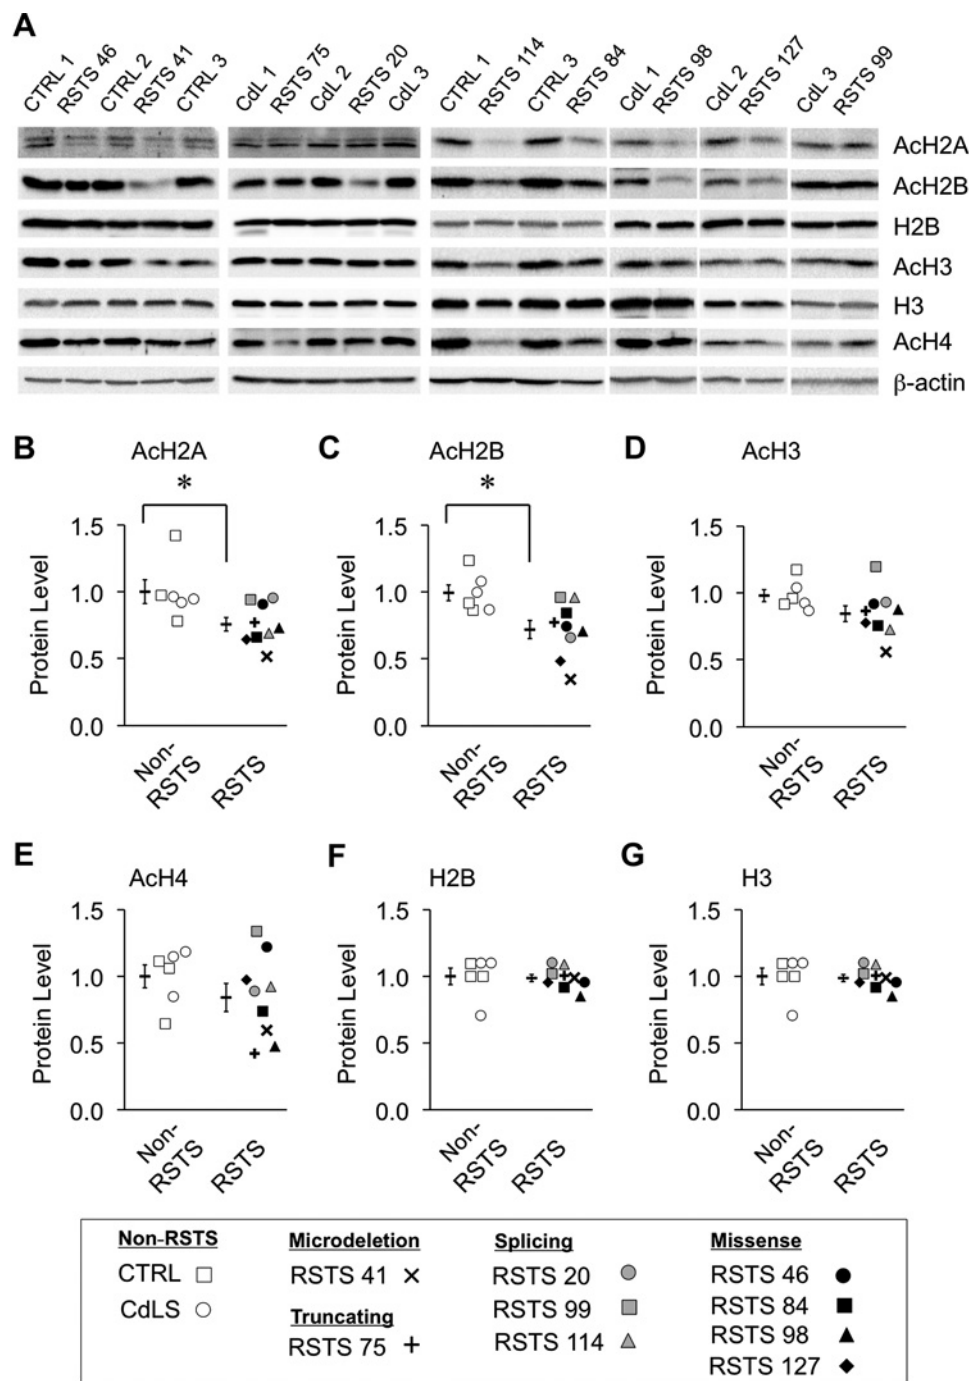 A
CTRL 1 RSTS 46 CTRL 2 RSTS 41 CTRL 3 CdL 1 RSTS 75 CdL 2 RSTS 20 CdL 3 CTRL 1 RSTS 114 CTRL 3 RSTS 84 CdL 1 RSTS 98 CdL 2 RSTS 127 CdL 3 RSTS 99
AcH2A
AcH2B
H2B
AcH3
H3
AcH4
β-actin
B AcH2A
*
Protein Level
1.5
1.0
0.5
0.0
Non-RSTS RSTS
C AcH2B
*
Protein Level
1.5
1.0
0.5
0.0
Non-RSTS RSTS
D AcH3
Protein Level
1.5
1.0
0.5
0.0
Non-RSTS RSTS
E AcH4
Protein Level
1.5
1.0
0.5
0.0
Non-RSTS RSTS
F H2B
Protein Level
1.5
1.0
0.5
0.0
Non-RSTS RSTS
G H3
Protein Level
1.5
1.0
0.5
0.0
Non-RSTS RSTS
Non-RSTS
CTRL
CdLS
Microdeletion
RSTS 41
Truncating
RSTS 75
Splicing
RSTS 20
RSTS 99
RSTS 114
Missense
RSTS 46
RSTS 84
RSTS 98
RSTS 127